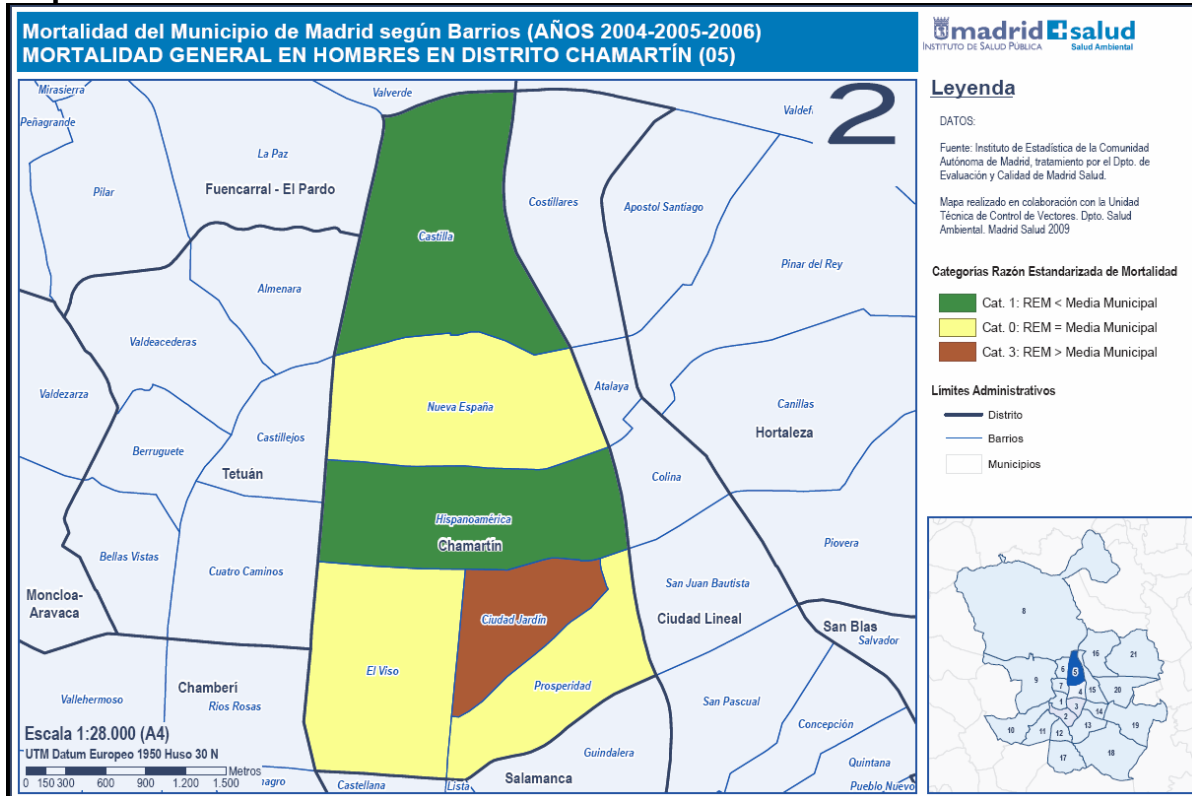 Mortalidad del Municipio de Madrid según Barrios (AÑOS 2004-2005-2006)
MORTALIDAD GENERAL EN HOMBRES EN DISTRITO CHAMARTÍN (05)
madrid salud
INSTITUTO DE SALUD PÚBLICA
Salud Ambiental
2
Mirasierra
Valverde
Valdef
Peñagrande
La Paz
Pilar
Fuencarral - El Pardo
Costillares
Apostol Santiago
Castilla
Pinar del Rey
Almenara
Valdeacederas
Valdezarza
Atalaya
Nueva España
Canillas
Hortaleza
Castillejos
Berruguete
Tetuán
Colina
Hispanoamérica
Chamartín
Bellas Vistas
Cuatro Caminos
Piovera
San Juan Bautista
Moncloa-
Aravaca
Ciudad Jardín
Ciudad Lineal
San Blas
Salvador
El Viso
Prosperidad
Chamberí
Vallehermoso
Rios Rosas
San Pascual
Concepción
Guindalera
Quintana
Pueblo Nuevo
Salamanca
magro
Castellana
Lista
Escala 1:28.000 (A4)
UTM Datum Europeo 1950 Huso 30 N
Metros
0 150 300 600 900 1.200 1.500
Leyenda
DATOS:
Fuente: Instituto de Estadística de la Comunidad
Autónoma de Madrid, tratamiento por el Dpto. de
Evaluación y Calidad de Madrid Salud.
Mapa realizado en colaboración con la Unidad
Técnica de Control de Vectores. Dpto. Salud
Ambiental. Madrid Salud 2009
Categorías Razón Estandarizada de Mortalidad
Cat. 1: REM < Media Municipal
Cat. 0: REM = Media Municipal
Cat. 3: REM > Media Municipal
Límites Administrativos
Distrito
Barrios
Municipios
8
16
21
6
5
9
7
4
15
20
1
3
2
14
10
11
12
13
19
17
18